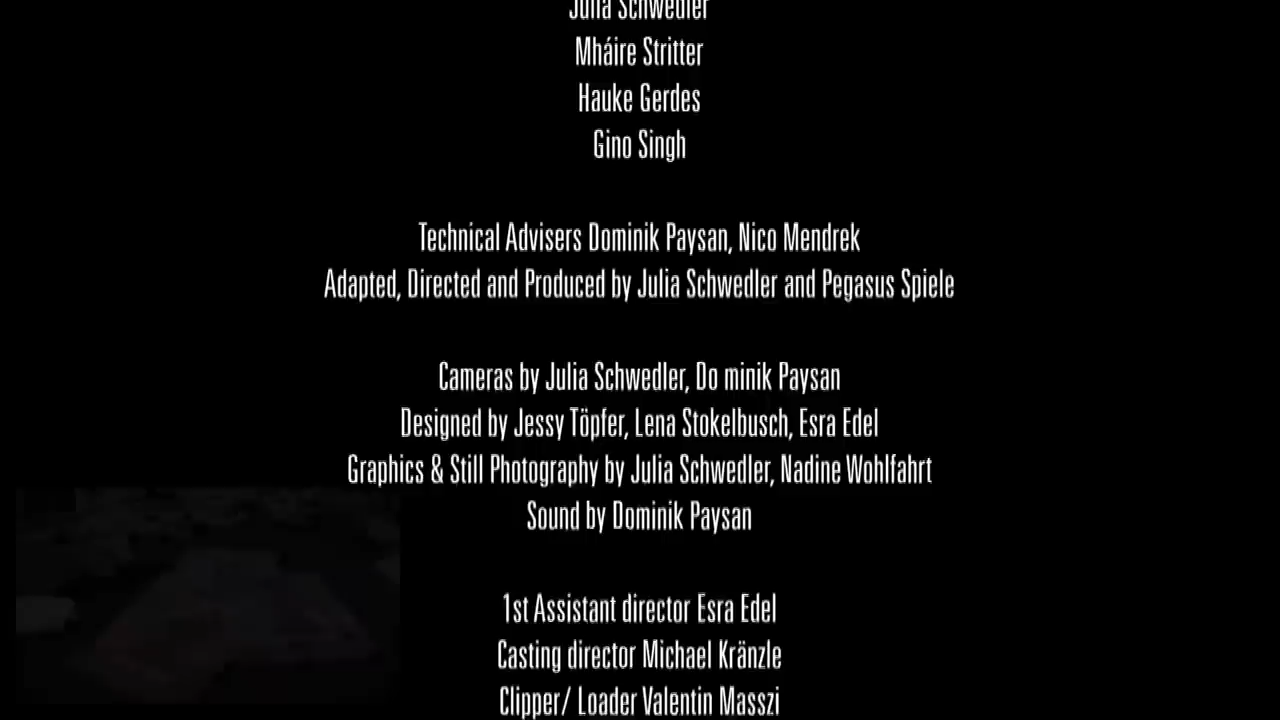 Julia Schwedler
Mháire Stritter
Hauke Gerdes
Gino Singh
Technical Advisers Dominik Paysan, Nico Mendrek
Adapted, Directed and Produced by Julia Schwedler and Pegasus Spiele
Cameras by Julia Schwedler, Do minik Paysan
Designed by Jessy Töpfer, Lena Stokelbusch, Esra Edel
Graphics & Still Photography by Julia Schwedler, Nadine Wohlfahrt
Sound by Dominik Paysan
1st Assistant director Esra Edel
Casting director Michael Kränzle
Clipper/ Loader Valentin Masszi